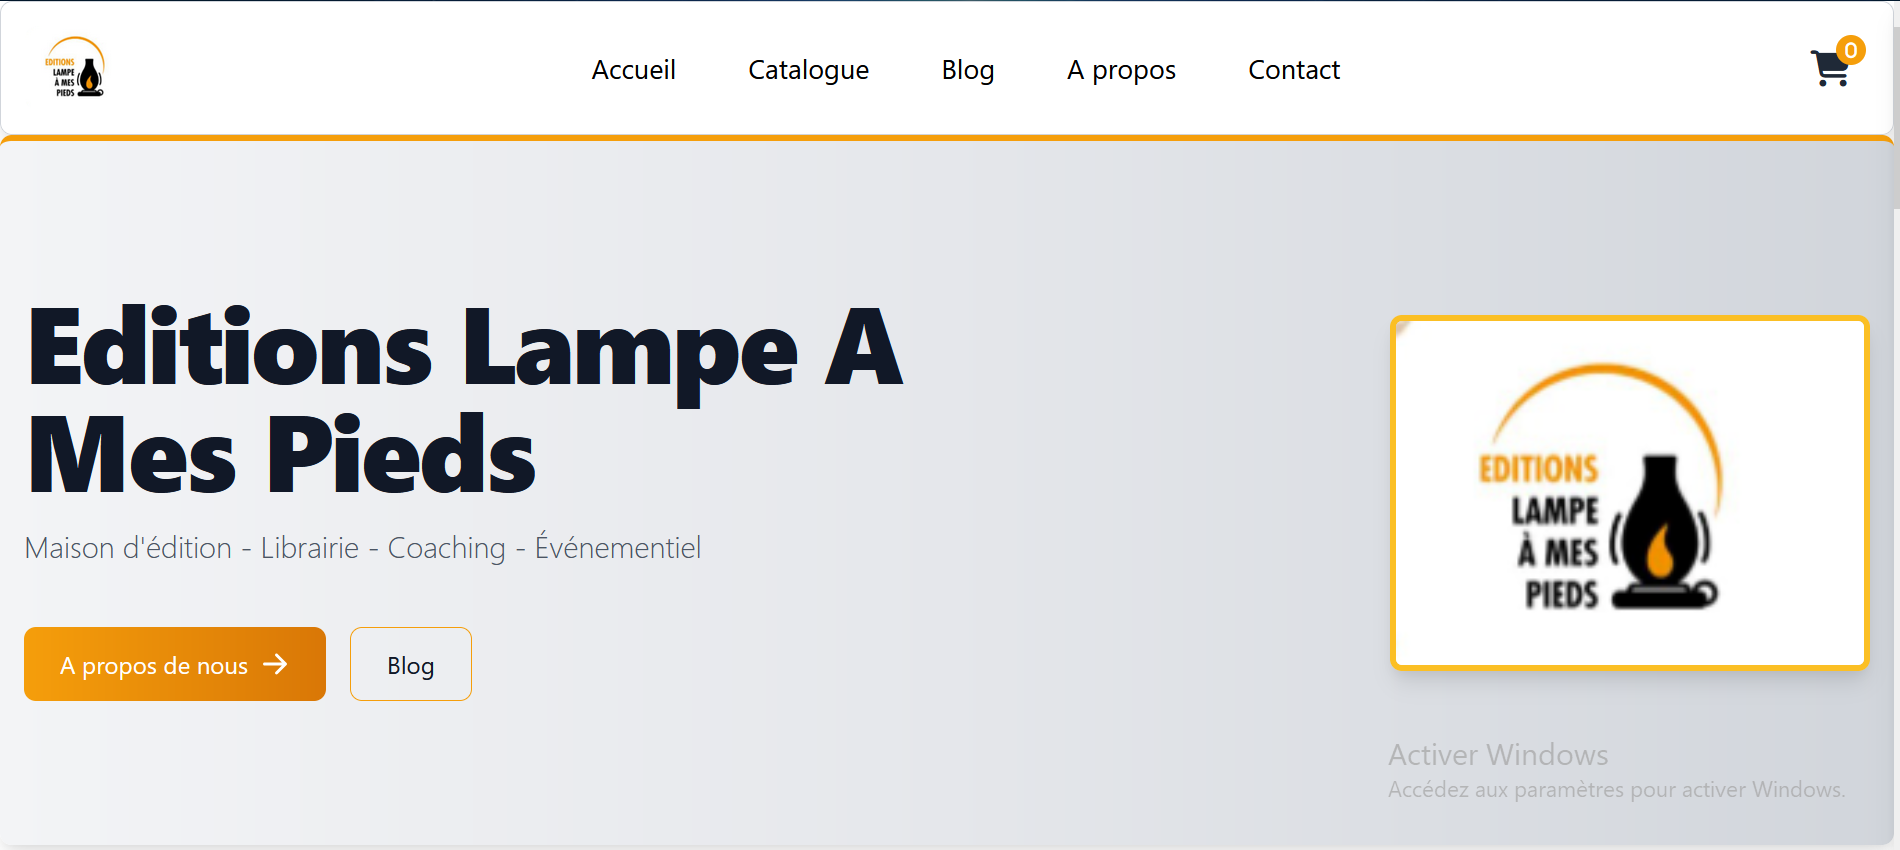 EDITIONS
LAMPE
À MES
PIEDS
Accueil
Catalogue
Blog
A propos
Contact
0
Editions Lampe A
Mes Pieds
Maison d'édition - Librairie - Coaching - Événementiel
A propos de nous
Blog
EDITIONS
LAMPE
À MES
PIEDS
Activer Windows
Accédez aux paramètres pour activer Windows.